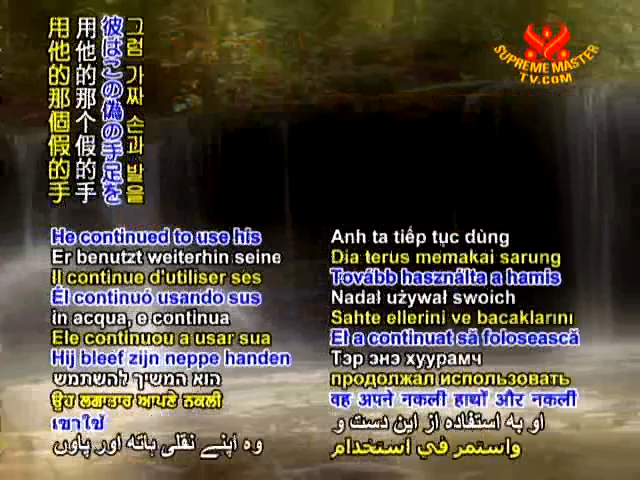 用他的那個假的手
用他的那个假的手
彼はこの偽の手足を
그럼 가짜 손과 발을
SUPREME MASTER
TV.COM
He continued to use his
Er benutzt weiterhin seine
Il continue d'utiliser ses
Él continuó usando sus
in acqua, e continua
Ele continuou a usar sua
Hij bleef zijn neppe handen
הוא המשיך להשתמש
ਉਹ ਲਗਾਤਾਰ ਆਪਣੇ ਨਕਲੀ
เขาใช้
وہ اپنے نقلی ہاتھ اور پاوں
Anh ta tiếp tục dùng
Dia terus memakai sarung
Tovább használta a hamis
Nadał używał swoich
Sahte ellerini ve bacaklarını
El a continuat să folosească
Тэр энэ хуурамч
продолжал использовать
वह अपने नकली हाथों और नकली
او به استفاده از این دست و
واستمر في استخدام